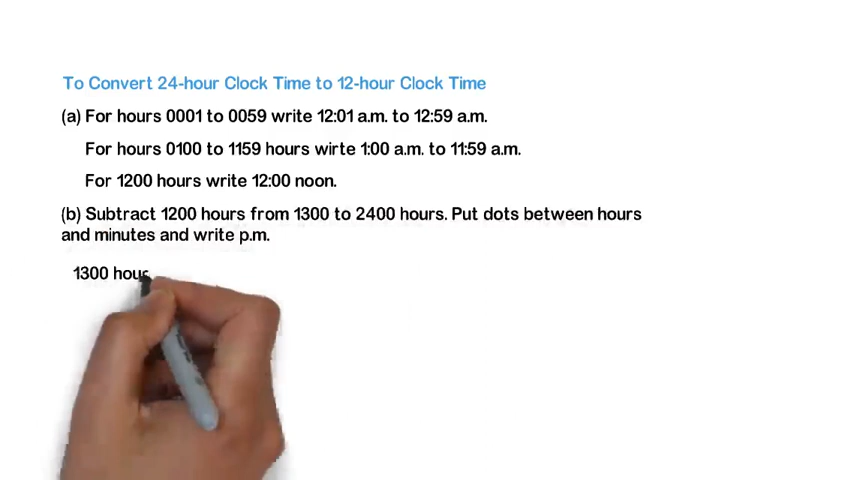 To Convert 24-hour Clock Time to 12-hour Clock Time
(a) For hours 0001 to 0059 write 12:01 a.m. to 12:59 a.m.
For hours 0100 to 1159 hours wirte 1:00 a.m. to 11:59 a.m.
For 1200 hours write 12:00 noon.
(b) Subtract 1200 hours from 1300 to 2400 hours. Put dots between hours
and minutes and write p.m.
1300 hous